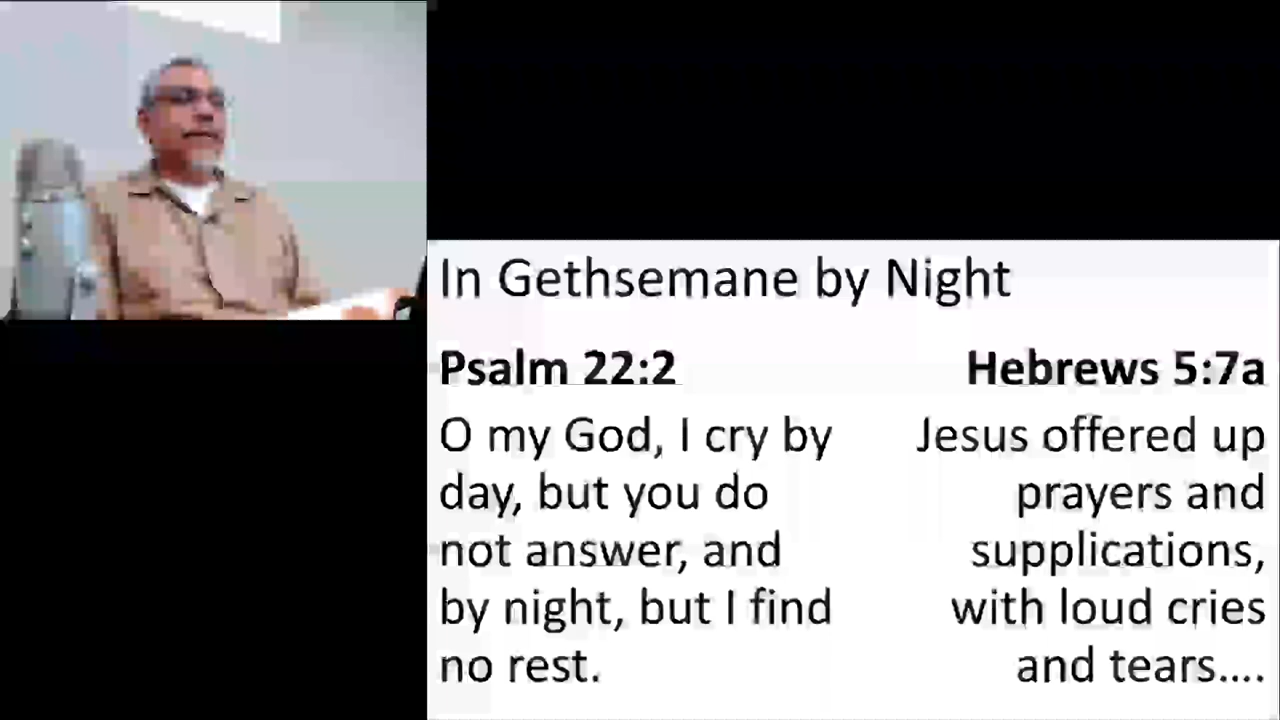 In Gethsemane by Night
Psalm 22:2
O my God, I cry by
day, but you do
not answer, and
by night, but I find
no rest.
Hebrews 5:7a
Jesus offered up
prayers and
supplications,
with loud cries
and tears....